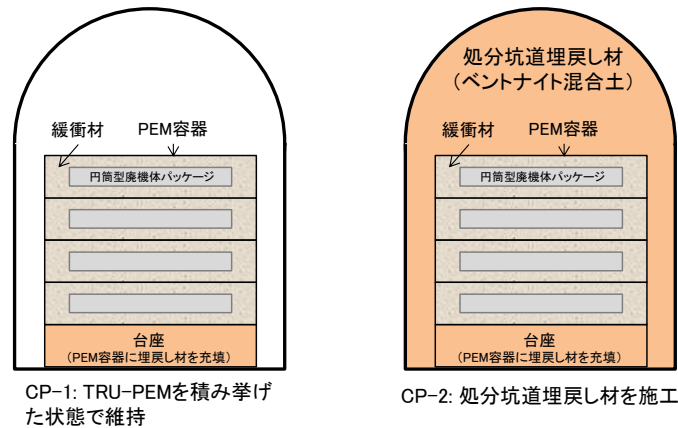 緩衝材
PEM容器
円筒型廃棄体パッケージ
台座
(PEM容器に埋戻し材を充填)
CP-1: TRU-PEMを積み挙げ
た状態で維持
処分坑道埋戻し材
(ベントナイト混合土)
緩衝材
PEM容器
円筒型廃機体パッケージ
台座
(PEM容器に埋戻し材を充填)
CP-2: 処分坑道埋戻し材を施工